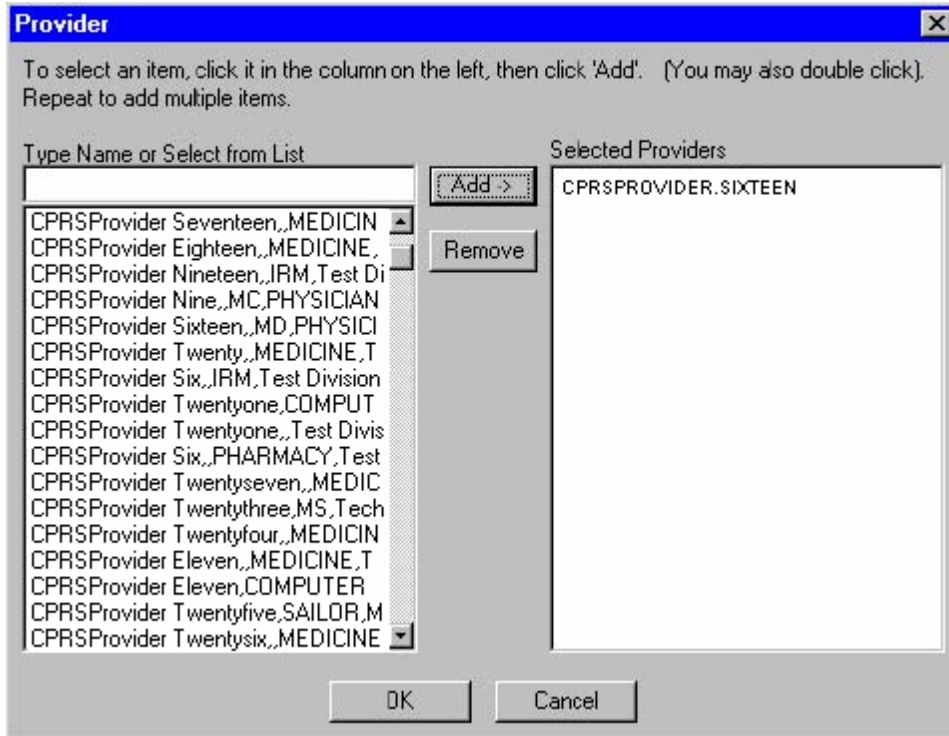 Provider
To select an item, click it in the column on the left, then click 'Add'. (You may also double click).
Repeat to add multiple items.
Type Name or Select from List
Selected Providers
Add ->
Remove
CPRSPROVIDER.SIXTEEN
CPRSProvider Seventeen,,MEDICIN
CPRSProvider Eighteen,,MEDICINE,
CPRSProvider Nineteen,,IRM,Test Di
CPRSProvider Nine,,MC,PHYSICIAN
CPRSProvider Sixteen,,MD,PHYSICI
CPRSProvider Twenty,,MEDICINE,T
CPRSProvider Six,,IRM,Test Division
CPRSProvider Twentyone,COMPUT
CPRSProvider Twentyone,,Test Divis
CPRSProvider Six,,PHARMACY,Test
CPRSProvider Twentyseven,,MEDIC
CPRSProvider Twentythree,MS,Tech
CPRSProvider Twentyfour,,MEDICIN
CPRSProvider Eleven,,MEDICINE,T
CPRSProvider Eleven,COMPUTER
CPRSProvider Twentyfive,SAILOR,M
CPRSProvider Twentysix,,MEDICINE
OK
Cancel